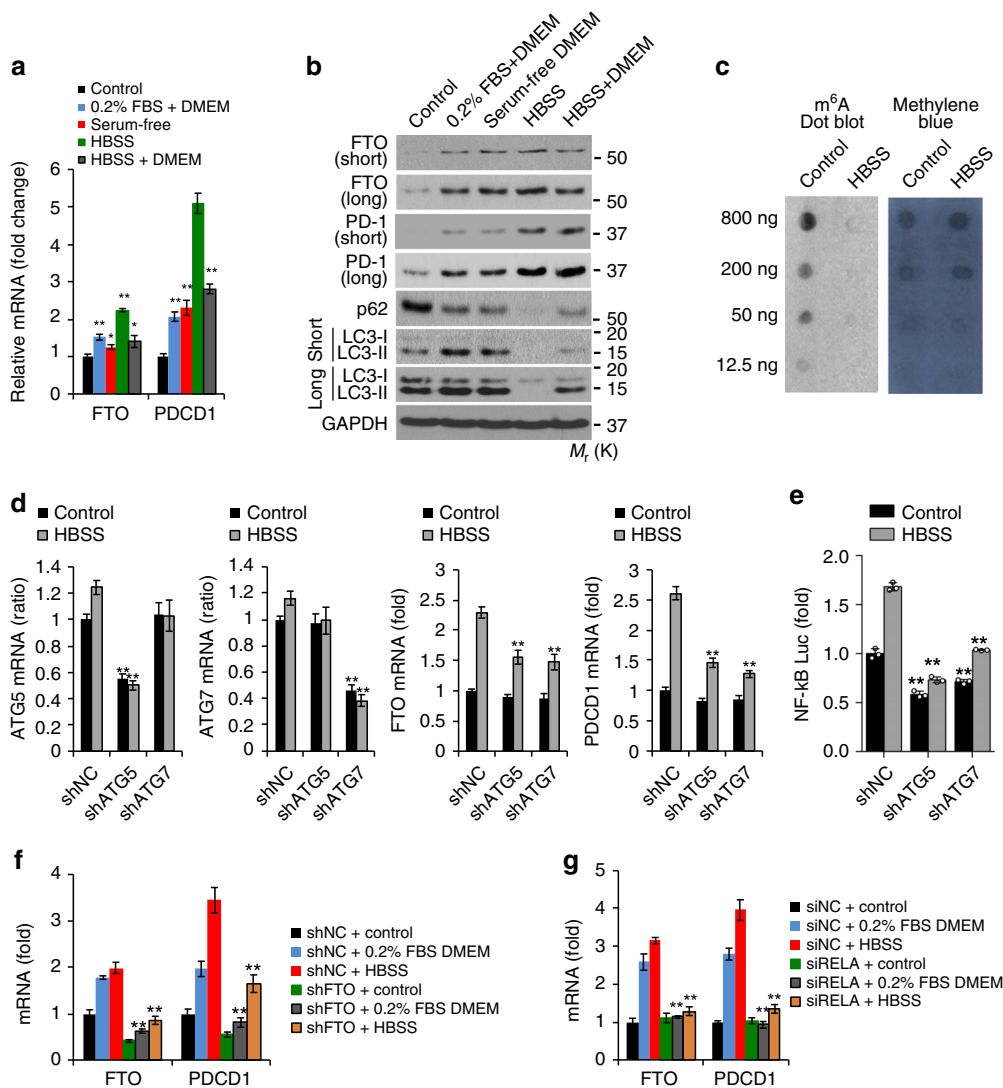 a
Control
0.2% FBS + DMEM
Serum-free
HBSS
HBSS + DMEM
Relative mRNA (fold change)
6
5
4
3
2
1
0
** * ** *
** ** **
FTO PDCD1
b
Control
0.2% FBS+DMEM
Serum-free DMEM
HBSS
HBSS+DMEM
FTO
(short)
50
FTO
(long)
50
PD-1
(short)
37
PD-1
(long)
37
p62
50
Long Short
LC3-I
LC3-II
20
15
LC3-I
LC3-II
20
15
GAPDH
37
Mr (K)
c
m6A
Dot blot
Methylene
blue
Control
HBSS
Control
HBSS
800 ng
200 ng
50 ng
12.5 ng
d
Control
HBSS
ATG5 mRNA (ratio)
1.4
1.2
1
0.8
0.6
0.4
0.2
0
** **
shNC
shATG5
shATG7
Control
HBSS
ATG7 mRNA (ratio)
1.4
1.2
1
0.8
0.6
0.4
0.2
0
** **
shNC
shATG5
shATG7
Control
HBSS
FTO mRNA (fold)
3
2.5
2
1.5
1
0.5
0
** **
shNC
shATG5
shATG7
Control
HBSS
PDCD1 mRNA (fold)
3
2.5
2
1.5
1
0.5
0
** **
shNC
shATG5
shATG7
e
Control
HBSS
NF-kB Luc (fold)
2.0
1.5
1.0
0.5
0.0
** ** ** **
shNC
shATG5
shATG7
f
mRNA (fold)
4
3
2
1
0
** **
** **
FTO PDCD1
shNC + control
shNC + 0.2% FBS DMEM
shNC + HBSS
shFTO + control
shFTO + 0.2% FBS DMEM
shFTO + HBSS
g
mRNA (fold)
5
4
3
2
1
0
** **
** **
FTO PDCD1
siNC + control
siNC + 0.2% FBS DMEM
siNC + HBSS
siRELA + control
siRELA + 0.2% FBS DMEM
siRELA + HBSS